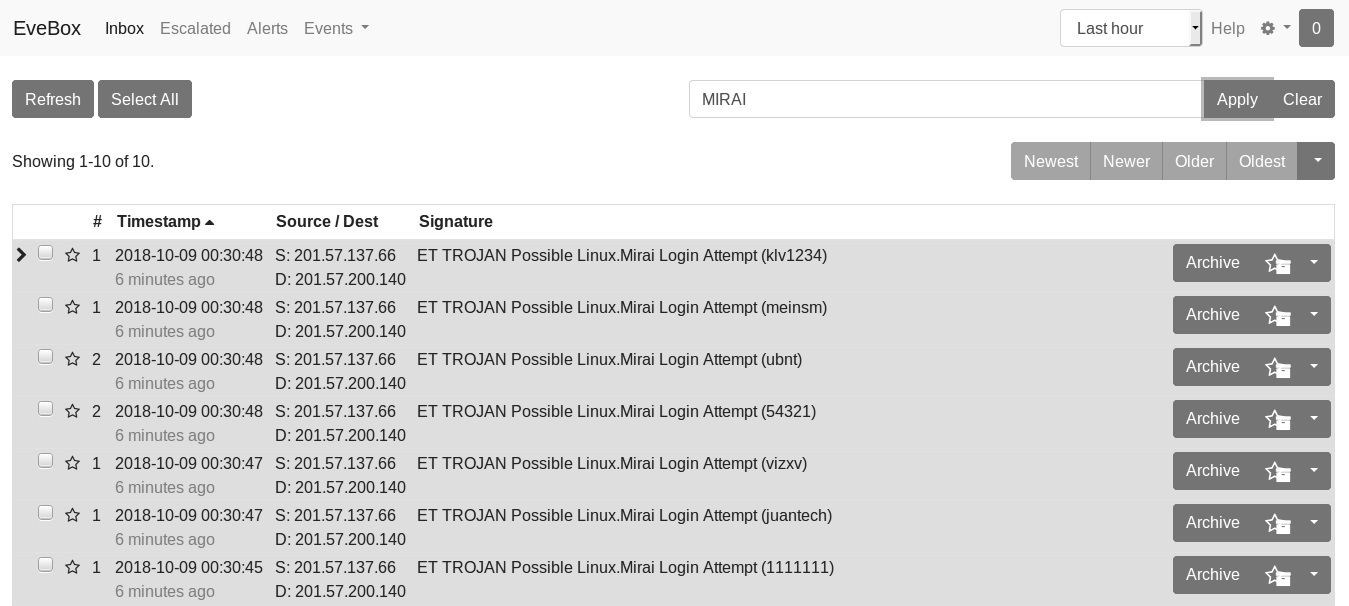 EveBox Inbox Escalated Alerts Events Last hour Help 0
Refresh Select All MIRAI Apply Clear
Showing 1-10 of 10. Newest Newer Older Oldest
# Timestamp Source / Dest Signature
1 2018-10-09 00:30:48 S: 201.57.137.66 ET TROJAN Possible Linux.Mirai Login Attempt (klv1234) Archive
6 minutes ago D: 201.57.200.140
1 2018-10-09 00:30:48 S: 201.57.137.66 ET TROJAN Possible Linux.Mirai Login Attempt (meinsm) Archive
6 minutes ago D: 201.57.200.140
2 2018-10-09 00:30:48 S: 201.57.137.66 ET TROJAN Possible Linux.Mirai Login Attempt (ubnt) Archive
6 minutes ago D: 201.57.200.140
2 2018-10-09 00:30:48 S: 201.57.137.66 ET TROJAN Possible Linux.Mirai Login Attempt (54321) Archive
6 minutes ago D: 201.57.200.140
1 2018-10-09 00:30:47 S: 201.57.137.66 ET TROJAN Possible Linux.Mirai Login Attempt (vizxv) Archive
6 minutes ago D: 201.57.200.140
1 2018-10-09 00:30:47 S: 201.57.137.66 ET TROJAN Possible Linux.Mirai Login Attempt (juantech) Archive
6 minutes ago D: 201.57.200.140
1 2018-10-09 00:30:45 S: 201.57.137.66 ET TROJAN Possible Linux.Mirai Login Attempt (1111111) Archive
6 minutes ago D: 201.57.200.140